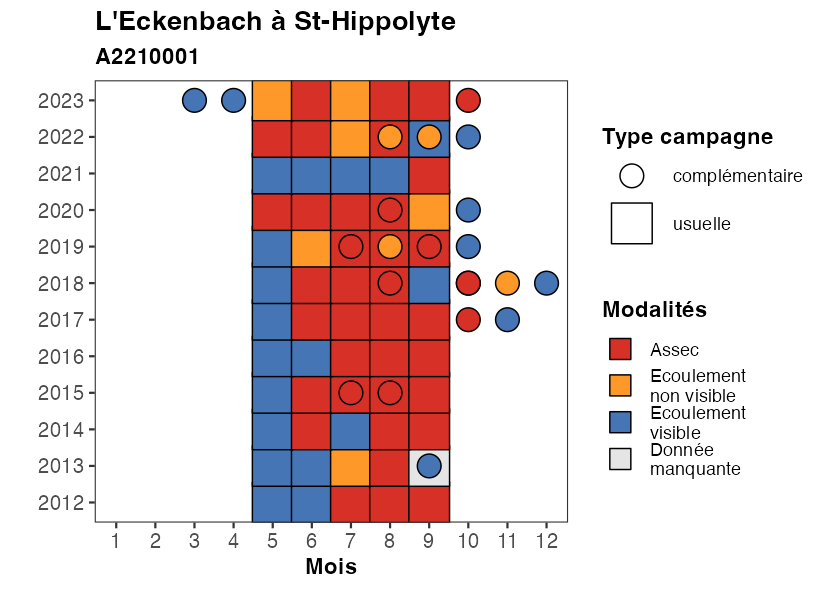 L'Eckenbach à St-Hippolyte
A2210001
2023
2022
2021
2020
2019
2018
2017
2016
2015
2014
2013
2012
1 2 3 4 5 6 7 8 9 10 11 12
Mois
Type campagne
complémentaire
usuelle
Modalités
Assec
Ecoulement
non visible
Ecoulement
visible
Donnée
manquante